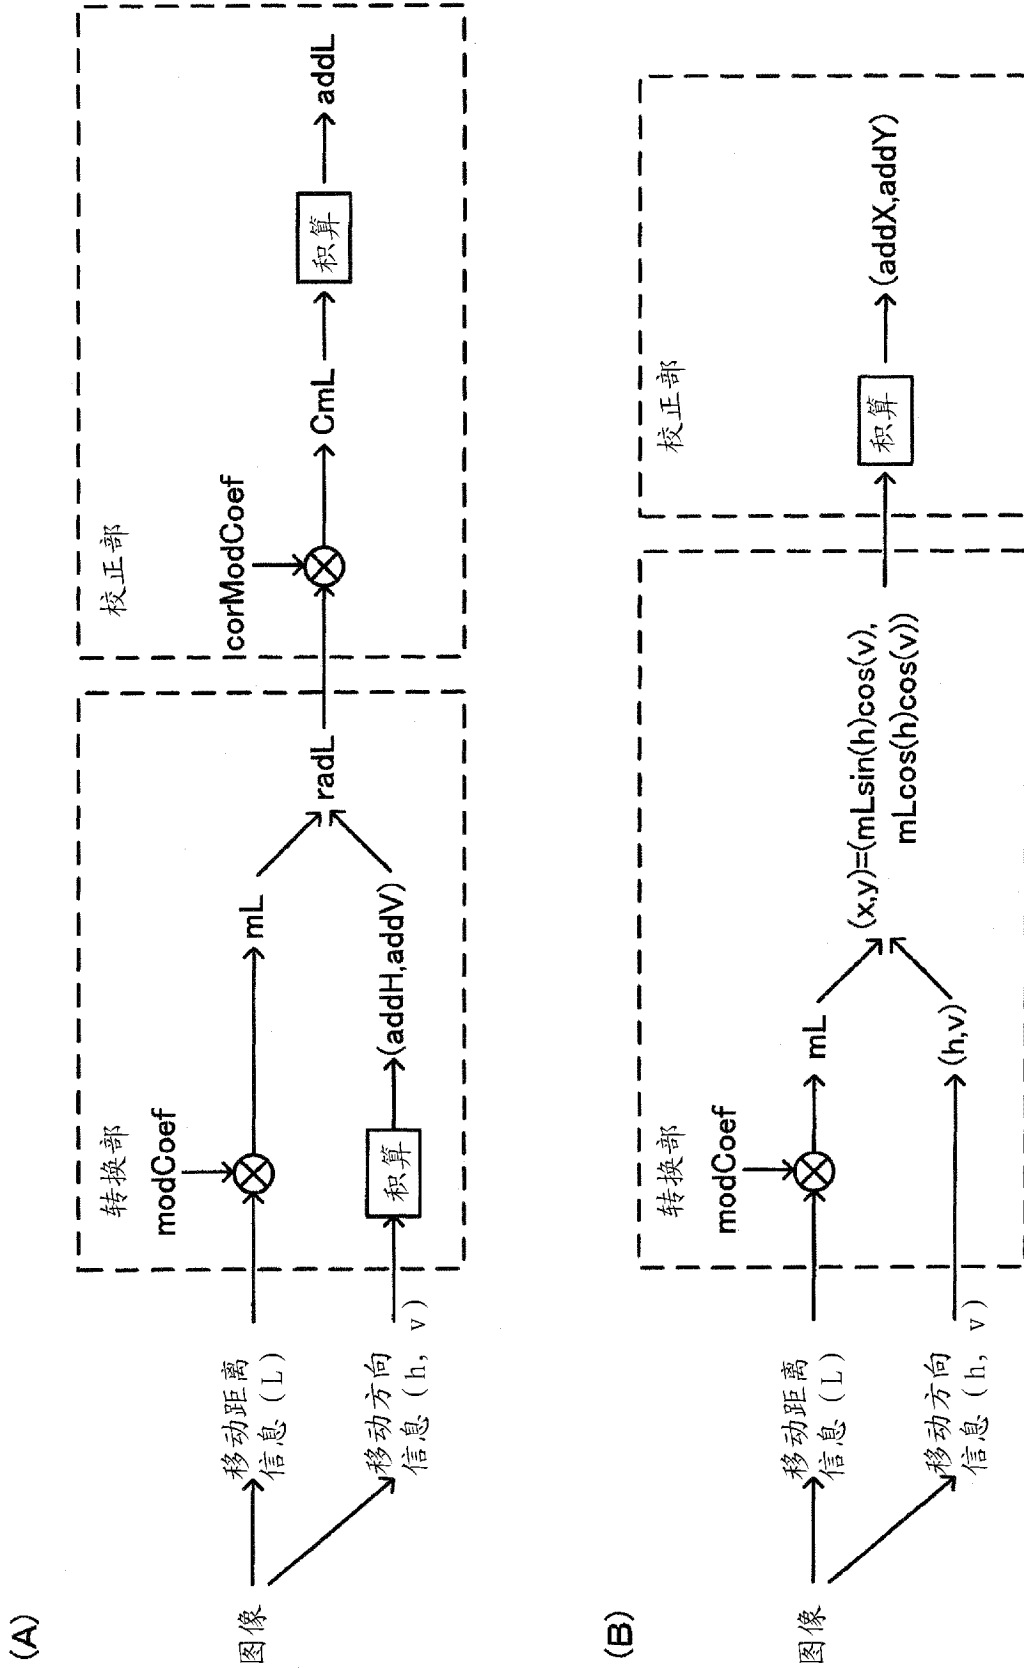 (A)
图像
移动距离
信息(L)
移动方向
信息(h, v)
转换部
modCoef
mL
积算
(addH,addV)
radL
校正部
lcorModCoef
CmL
积算
addL
(B)
图像
移动距离
信息(L)
移动方向
信息(h, v)
转换部
modCoef
mL
(h,v)
(x,y)=(mLsin(h)cos(v),
mLcos(h)cos(v))
校正部
积算
(addX,addY)